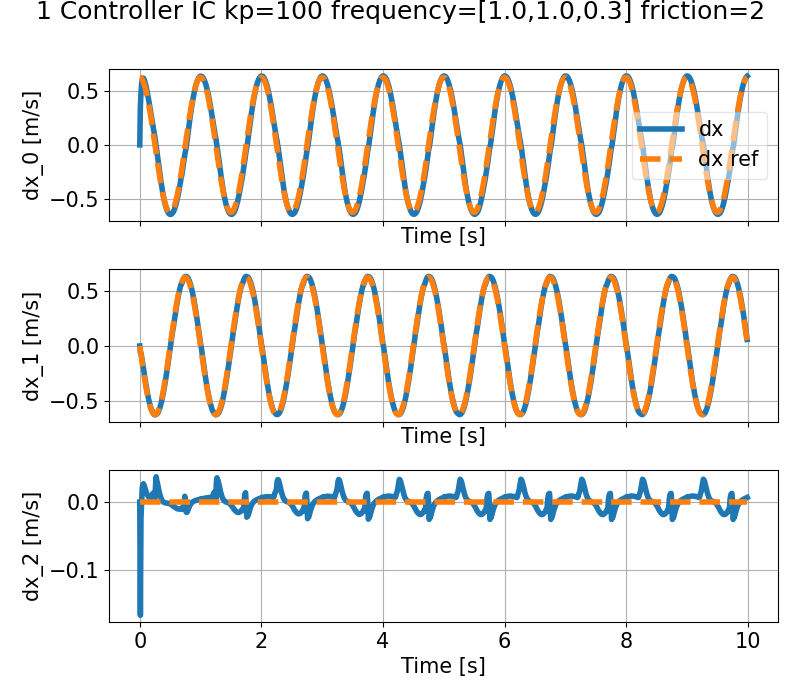 1 Controller IC kp=100 frequency=[1.0,1.0,0.3] friction=2
dx_0 [m/s]
0.5
0.0
−0.5
dx
dx ref
Time [s]
dx_1 [m/s]
0.5
0.0
−0.5
Time [s]
dx_2 [m/s]
0.0
−0.1
0 2 4 6 8 10
Time [s]